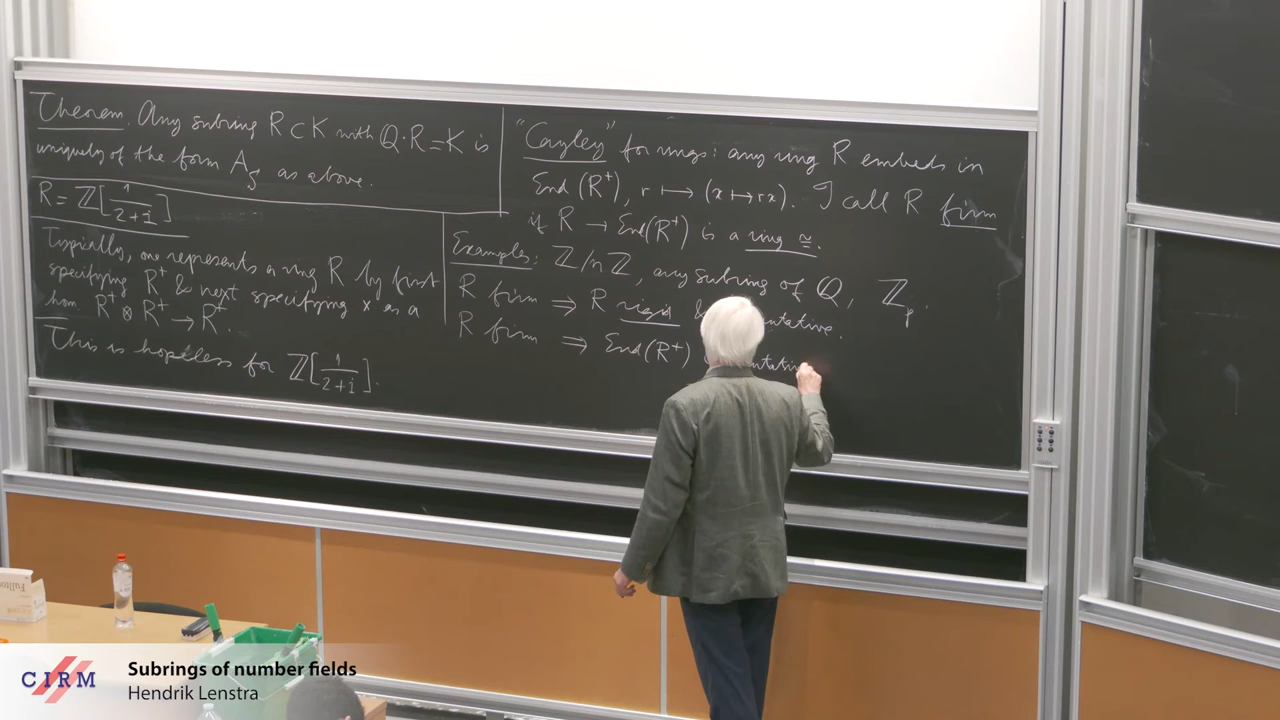 Theorem. Any subring R ⊂ K with Q·R = K is
uniquely of the form A_S as above.
R = ℤ[1/(2+i)]
Typically, one represents a ring R by first
specifying R⁺ & next specifying × as a
hom R⁺ ⊗ R⁺ → R⁺.
This is hopeless for ℤ[1/(2+i)].
"Cayley" for rings: any ring R embeds in
End(R⁺), r ↦ (x ↦ rx). I call R firm
if R → End(R⁺) is a ring ≅.
Examples: ℤ/nℤ, any subring of ℚ, ℤ_p.
R firm ⇒ R rigid & utative.
R firm ⇒ End(R⁺) utativ
CIRM
Subrings of number fields
Hendrik Lenstra